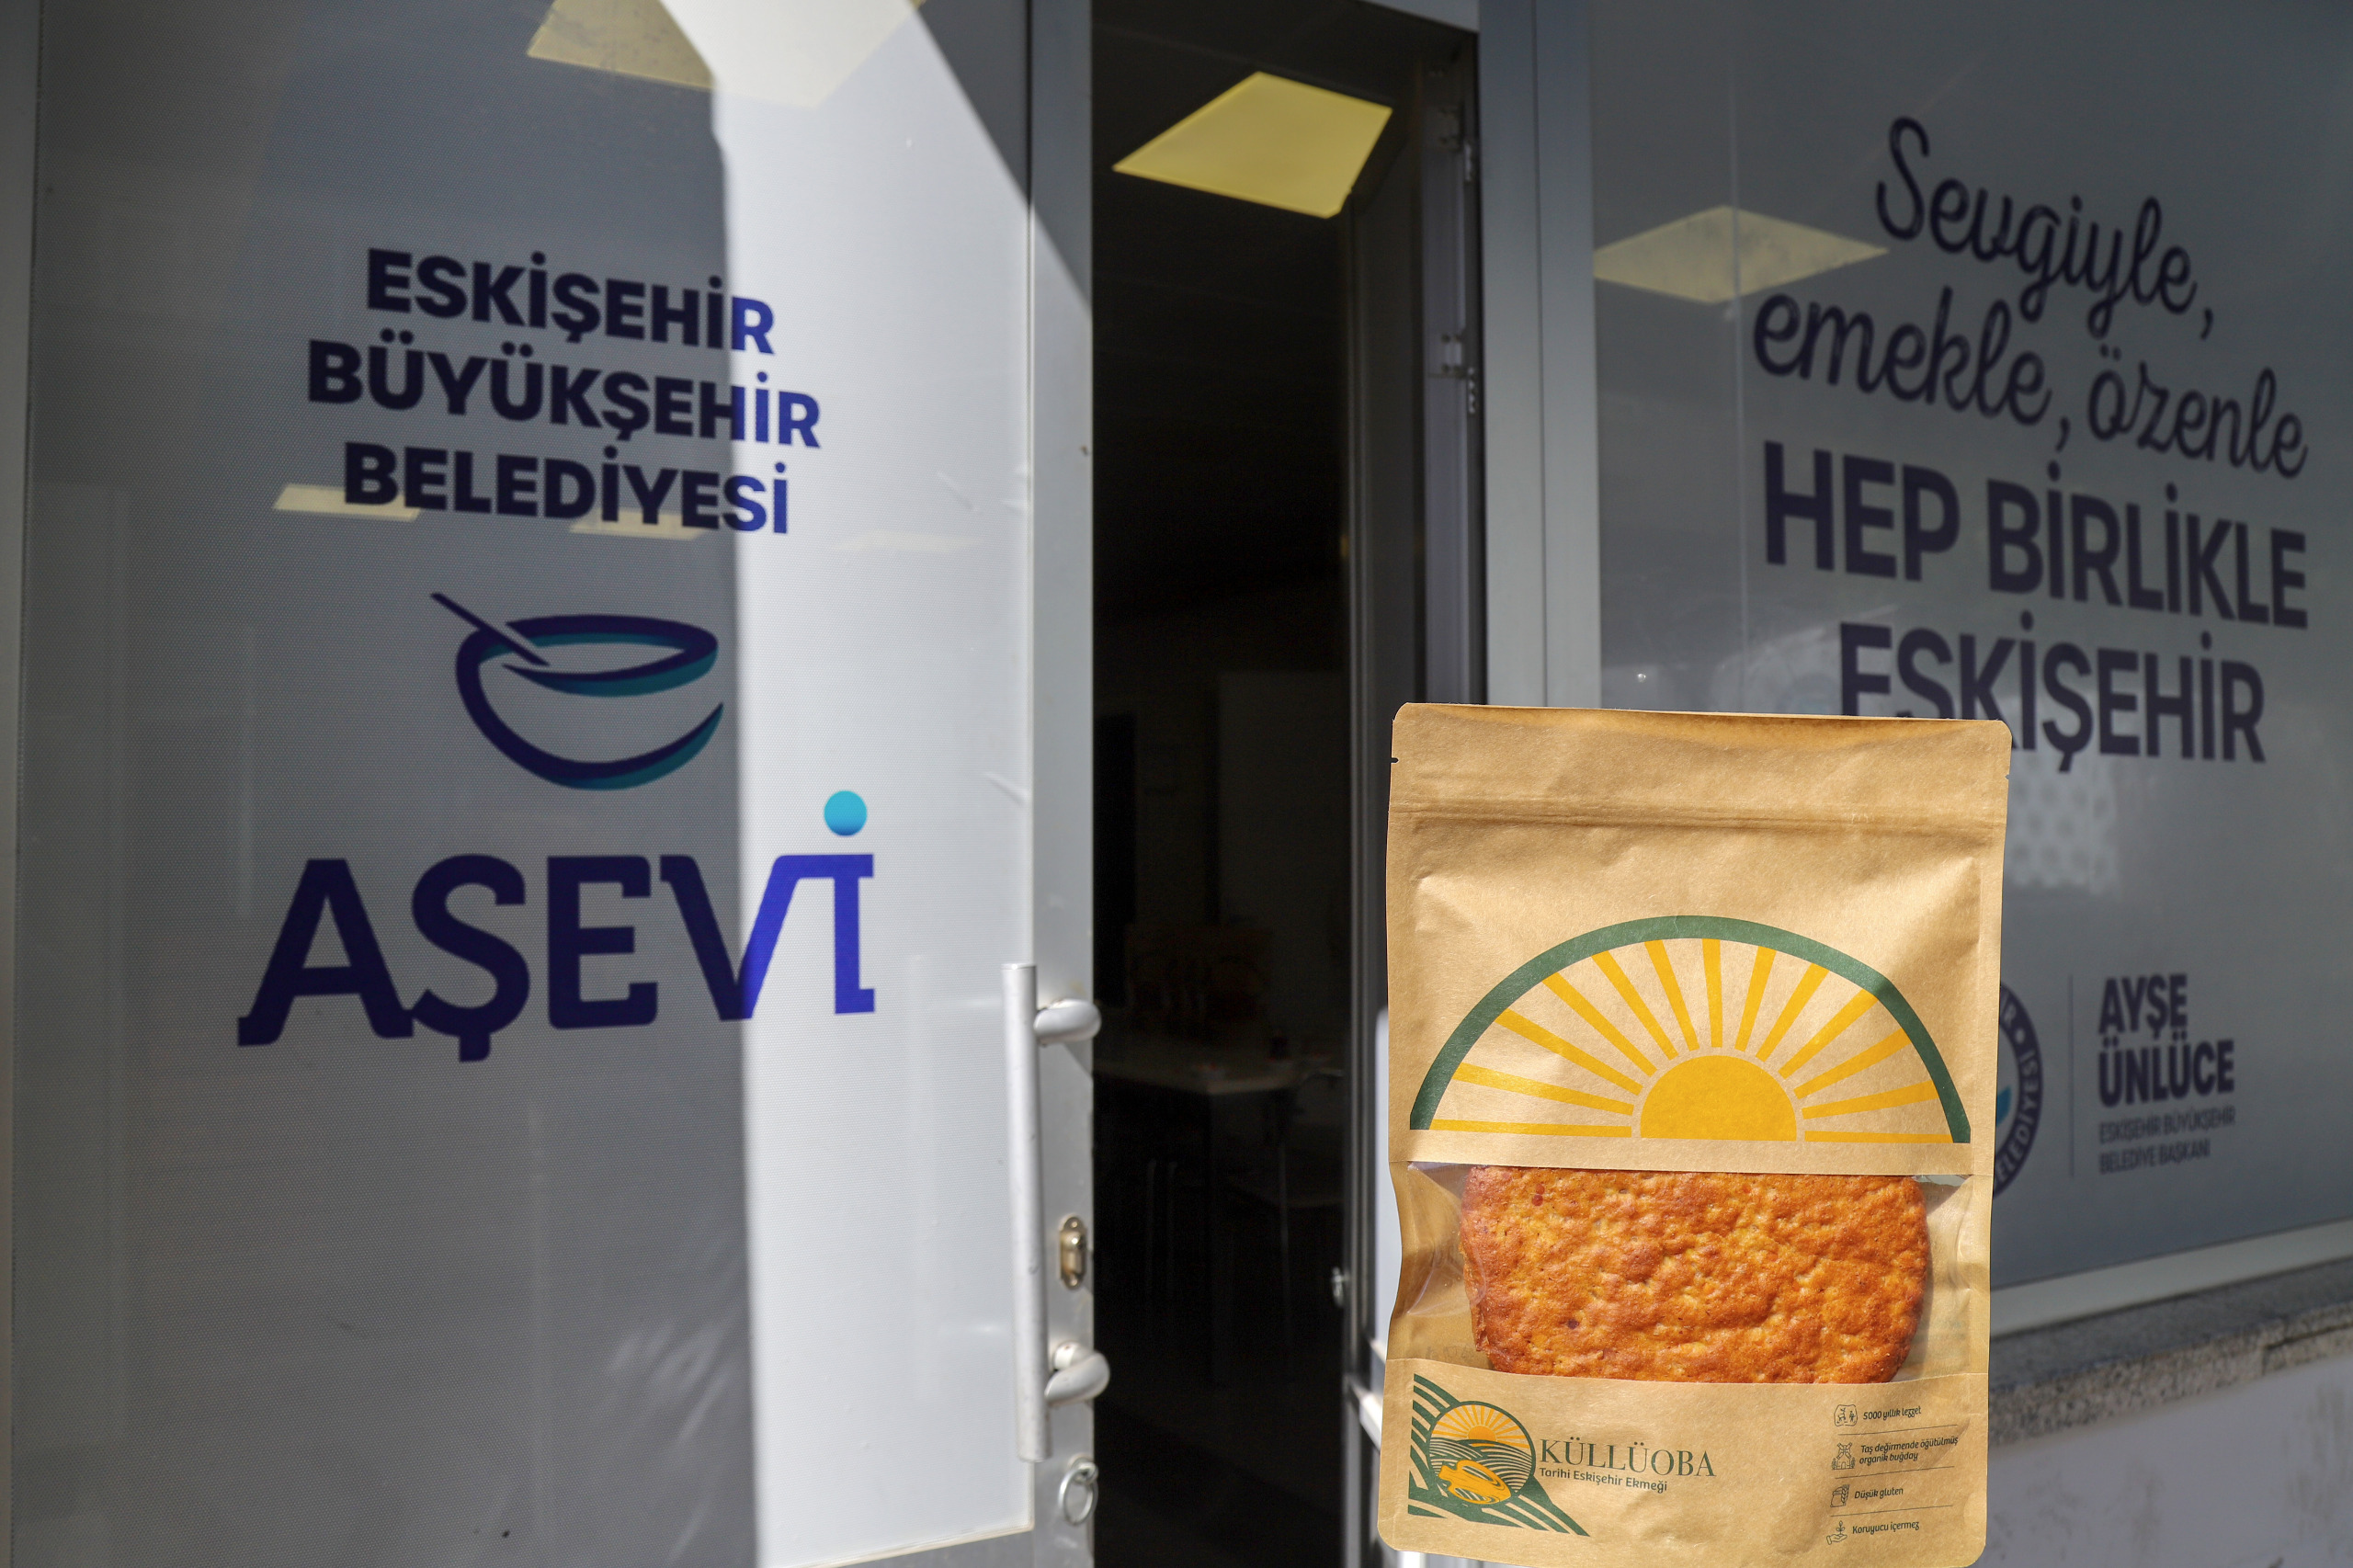 ESKİŞEHİR
BÜYÜKŞEHİR
BELEDİYESİ
AŞEVİ
Sevgiyle,
emekle, özenle
HEP BİRLİKLE
ESKİŞEHİR
AYŞE
ÜNLÜCE
ESKİŞEHİR BÜYÜKŞEHİR
BELEDİYE BAŞKANI
KÜLLÜOBA
Tarihi Eskişehir Ekmeği
5000 yıllık lezzet
Taş değirmende öğütülmüş
organik buğday
Düşük gluten
Koruyucu içermez